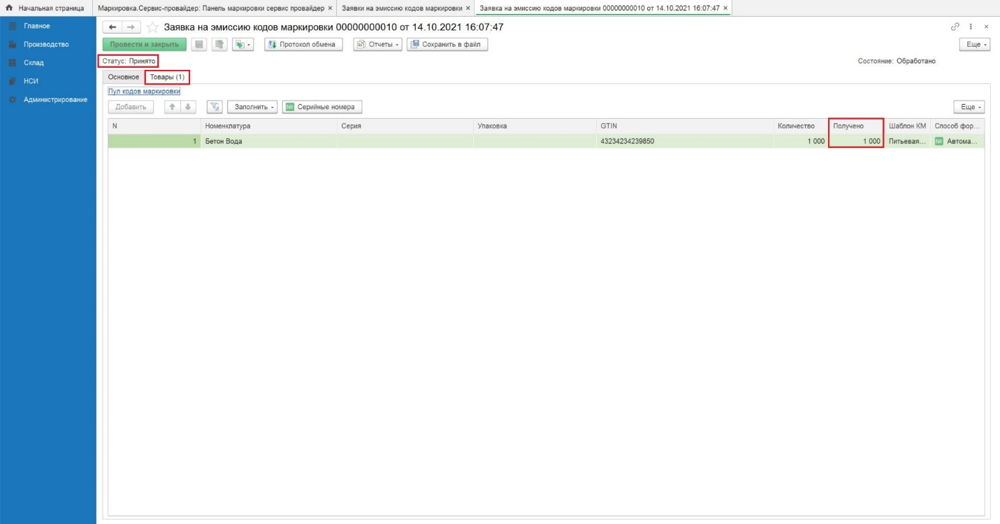 Начальная страница Маркировка.Сервис-провайдер: Панель маркировки сервис провайдер × Заявки на эмиссию кодов маркировки × Заявка на эмиссию кодов маркировки 00000000010 от 14.10.2021 16:07:47 ×
Главное
Производство
Склад
НСИ
Администрирование
Заявка на эмиссию кодов маркировки 00000000010 от 14.10.2021 16:07:47
Провести и закрыть Протокол обмена Отчеты Сохранить в файл Еще
Статус: Принято Состояние: Обработано
Основное Товары (1)
Пул кодов маркировки
Добавить Заполнить № Серийные номера Еще
N Номенклатура Серия Упаковка GTIN Количество Получено Шаблон КМ Способ фор...
1 Бетон Вода 43234234239850 1 000 1 000 Питьевая... № Автома...